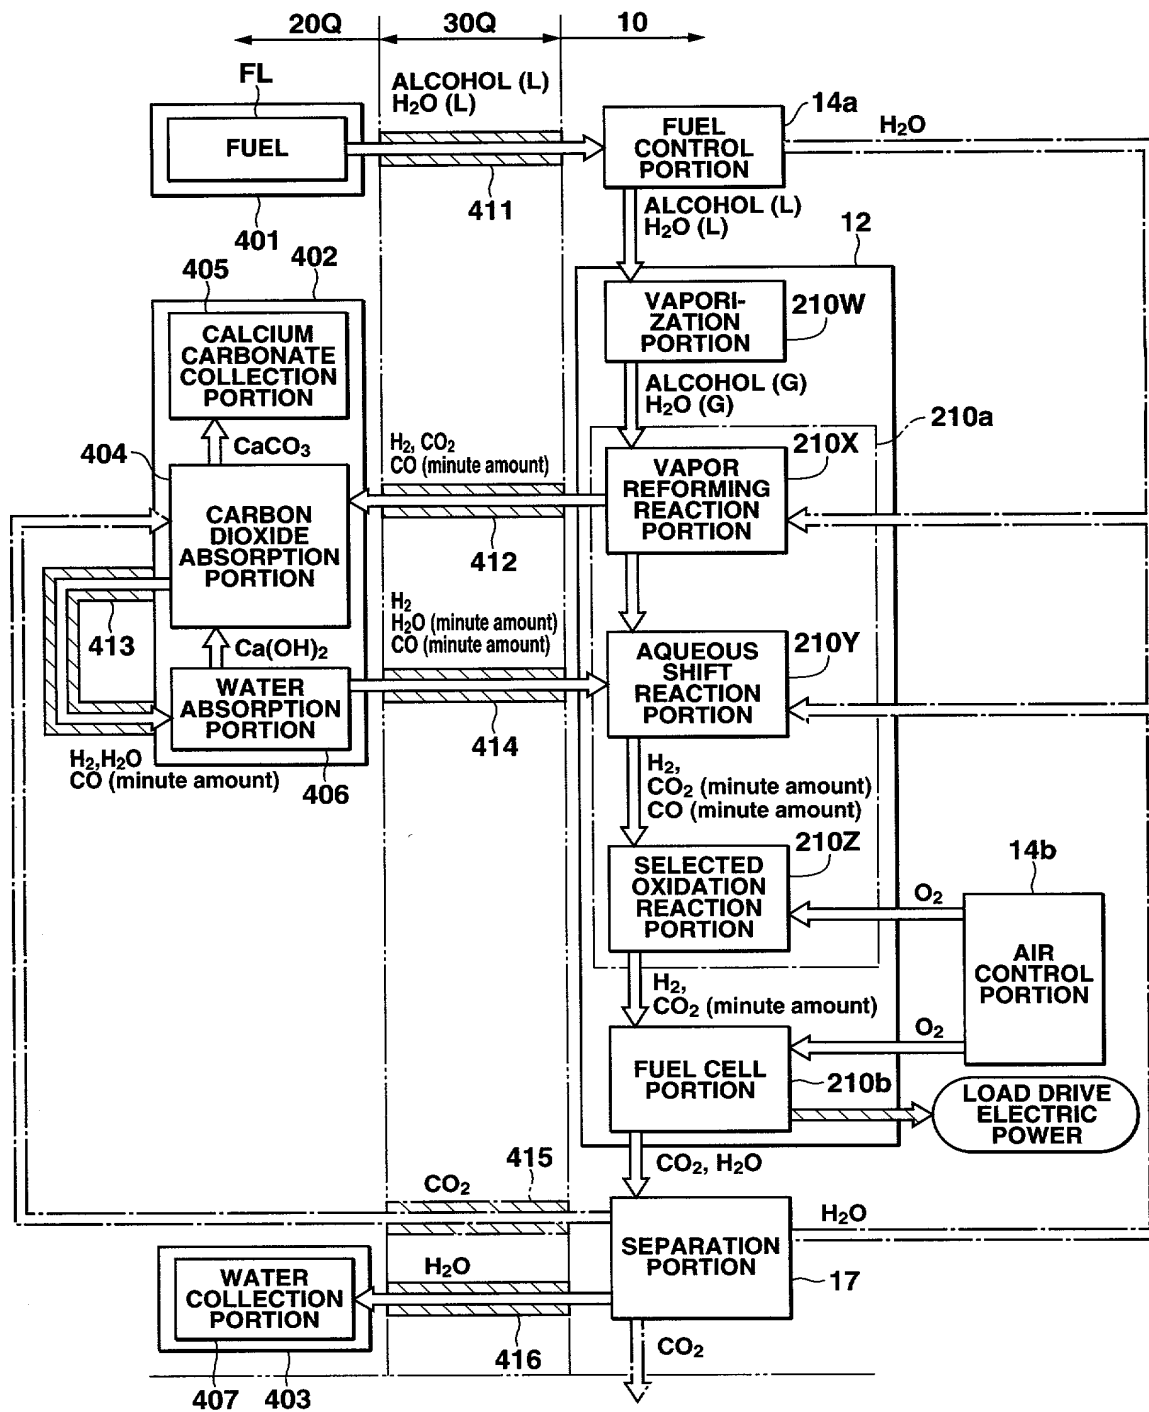 20Q
30Q
10
FL
ALCOHOL (L)
H₂O (L)
14a
FUEL
FUEL
CONTROL
PORTION
H₂O
401
411
ALCOHOL (L)
H₂O (L)
12
405
402
CALCIUM
CARBONATE
COLLECTION
PORTION
VAPORI-
ZATION
PORTION
210W
ALCOHOL (G)
H₂O (G)
210a
404
CaCO₃
H₂, CO₂
CO (minute amount)
210X
VAPOR
REFORMING
REACTION
PORTION
CARBON
DIOXIDE
ABSORPTION
PORTION
412
413
Ca(OH)₂
H₂
H₂O (minute amount)
CO (minute amount)
210Y
AQUEOUS
SHIFT
REACTION
PORTION
WATER
ABSORPTION
PORTION
414
H₂,H₂O
CO (minute amount)
406
H₂,
CO₂ (minute amount)
CO (minute amount)
210Z
SELECTED
OXIDATION
REACTION
PORTION
14b
O₂
AIR
CONTROL
PORTION
H₂,
CO₂ (minute amount)
O₂
FUEL CELL
PORTION
210b
LOAD DRIVE
ELECTRIC
POWER
CO₂, H₂O
415
CO₂
SEPARATION
PORTION
H₂O
17
H₂O
WATER
COLLECTION
PORTION
416
CO₂
407
403